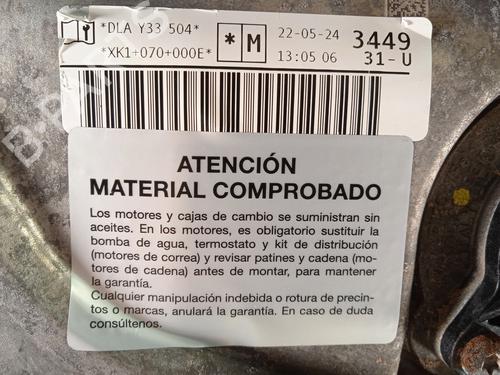 *DLA Y33 504*
*XK1+070+000E*
* M
22-05-24
13:05 06
3449
31-U
ATENCIÓN
MATERIAL COMPROBADO
Los motores y cajas de cambio se suministran sin
aceites. En los motores, es obligatorio sustituir la
bomba de agua, termostato y kit de distribución
(motores de correa) y revisar patines y cadena (mo-
tores de cadena) antes de montar, para mantener
la garantía.
Cualquier manipulación indebida o rotura de precin-
tos o marcas, anulará la garantía. En caso de duda
consúltenos.